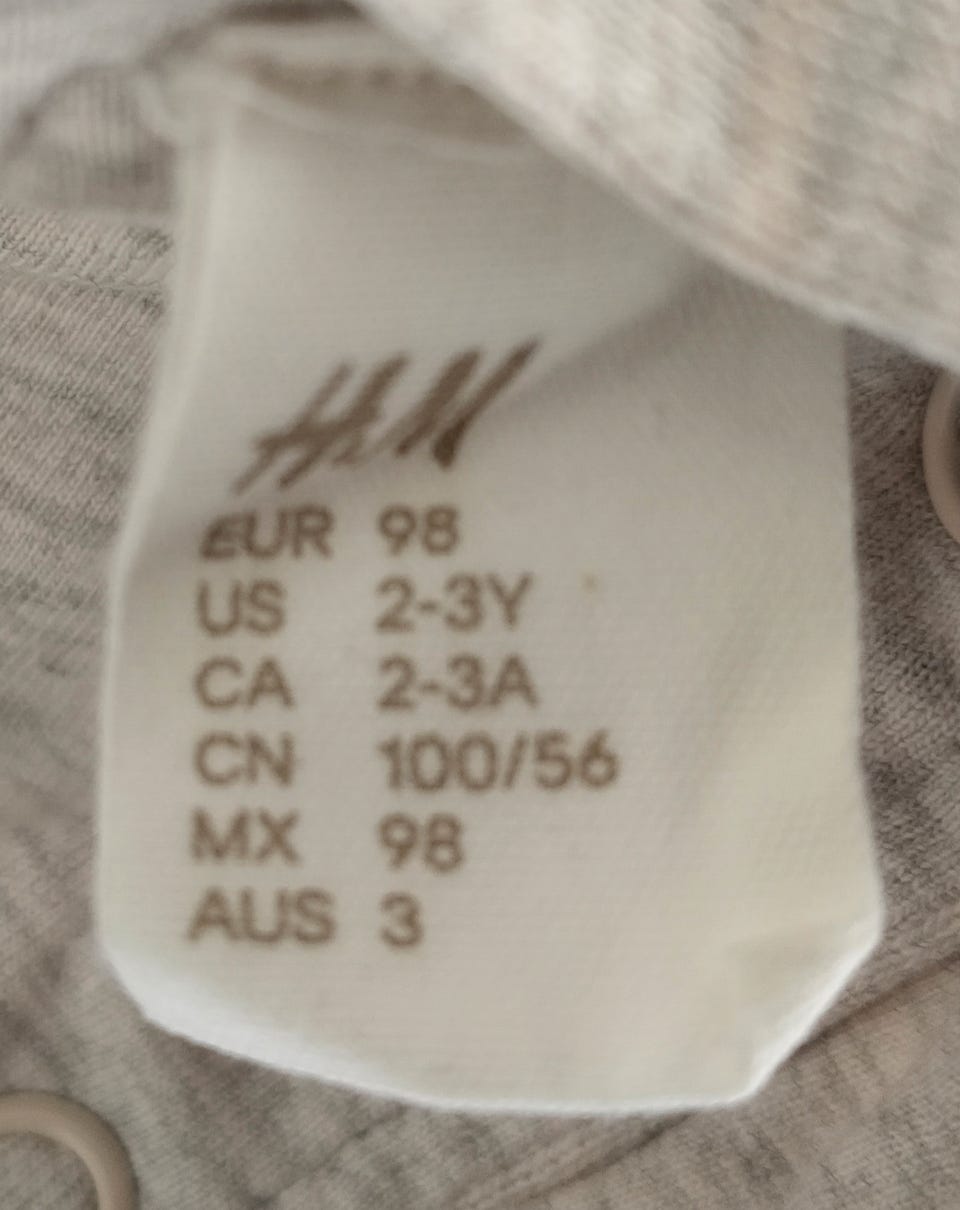 H&M
EUR 98
US 2-3Y
CA 2-3A
CN 100/56
MX 98
AUS 3